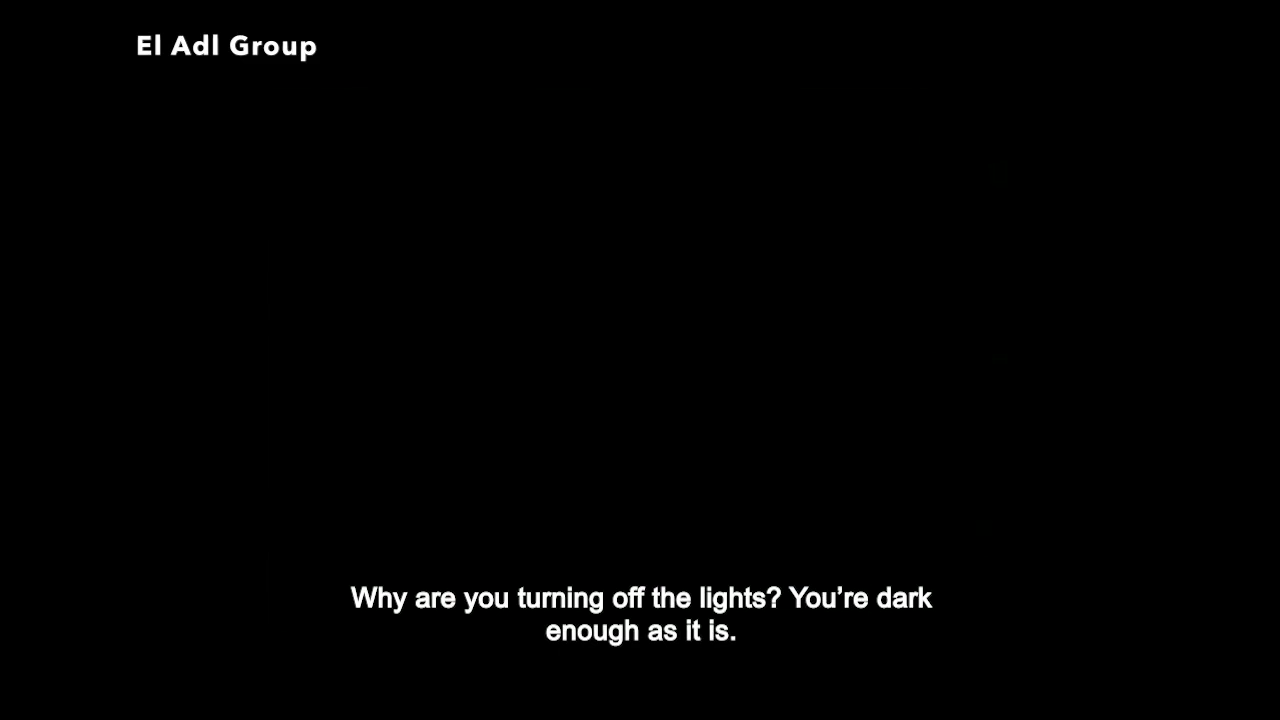 El Adl Group
Why are you turning off the lights? You’re dark
enough as it is.